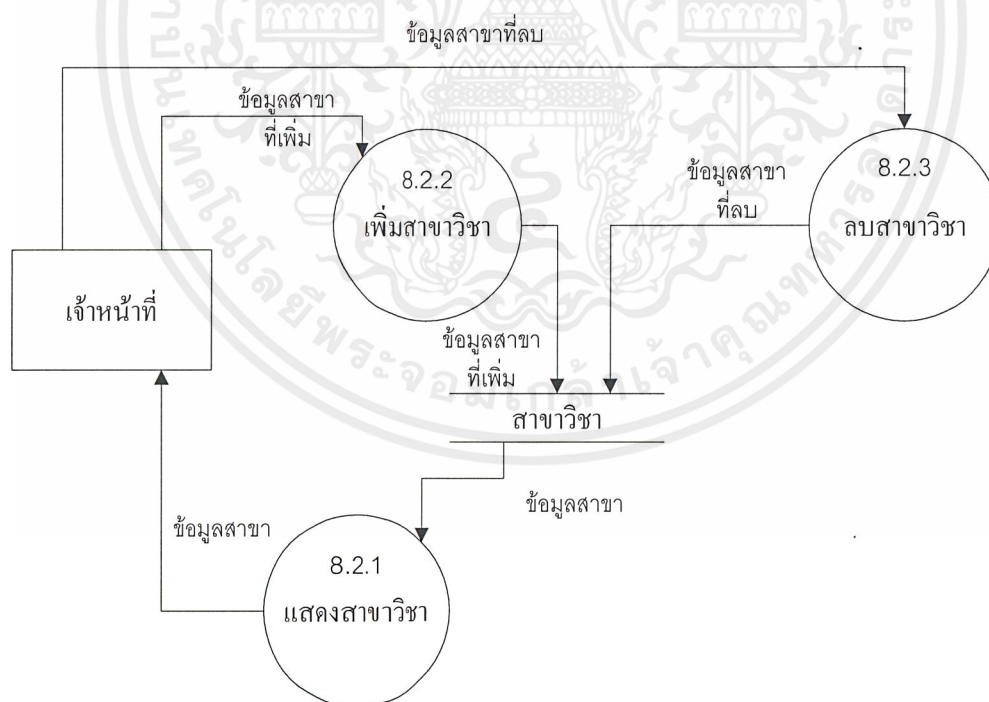 ข้อมูลสาขาที่ลบ
ข้อมูลสาขา
ที่เพิ่ม
8.2.2
เพิ่มสาขาวิชา
ข้อมูลสาขา
ที่ลบ
8.2.3
ลบสาขาวิชา
เจ้าหน้าที่
ข้อมูลสาขา
ที่เพิ่ม
สาขาวิชา
ข้อมูลสาขา
ข้อมูลสาขา
8.2.1
แสดงสาขาวิชา